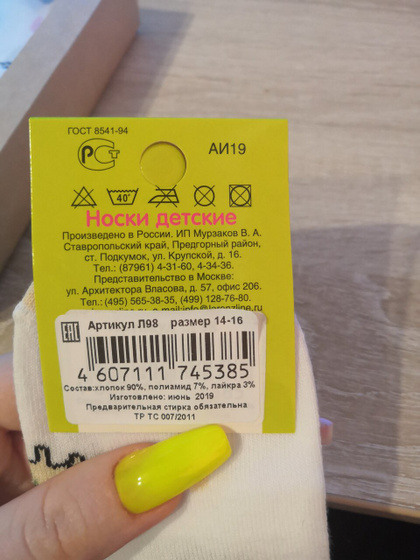 ГОСТ 8541-94
РСТ
АИ19
40°
Носки детские
Произведено в России. ИП Мурзаков В. А.
Ставропольский край, Предгорный район,
ст. Подкумок, ул. Крупской, д. 16.
Тел.: (87961) 4-31-60, 4-34-36.
Представительство в Москве:
ул. Архитектора Власова, д. 57, офис 206.
Тел.: (495) 565-38-35, (499) 128-76-80.
EAC
Артикул Л98 размер 14-16
4 607111 745385
Состав:хлопок 90%, полиамид 7%, лайкра 3%
Изготовлено: июнь 2019
Предварительная стирка обязательна
ТР ТС 007/2011